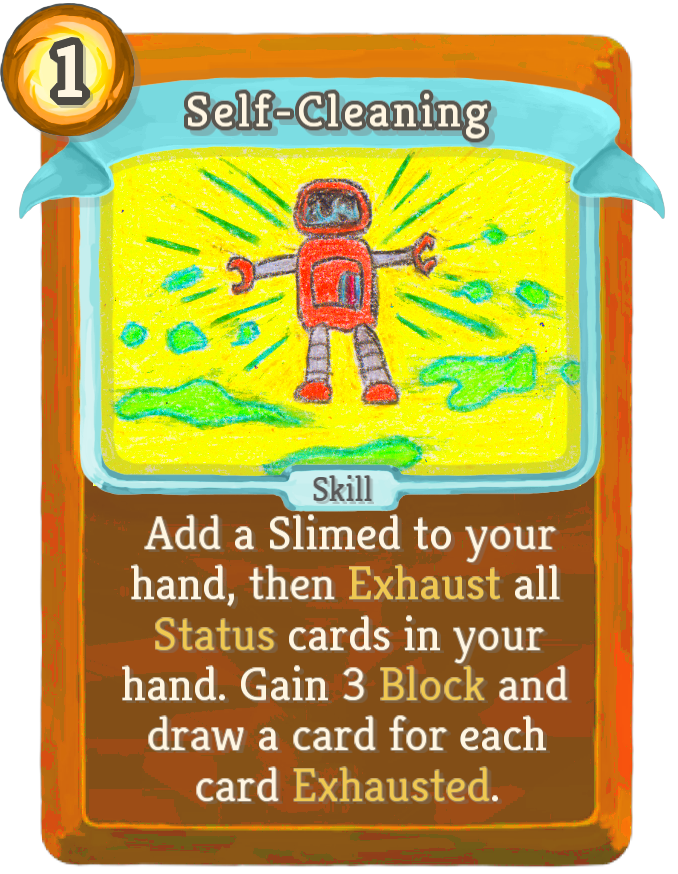 1
Self-Cleaning
Skill
Add a Slimed to your
hand, then Exhaust all
Status cards in your
hand. Gain 3 Block and
draw a card for each
card Exhausted.